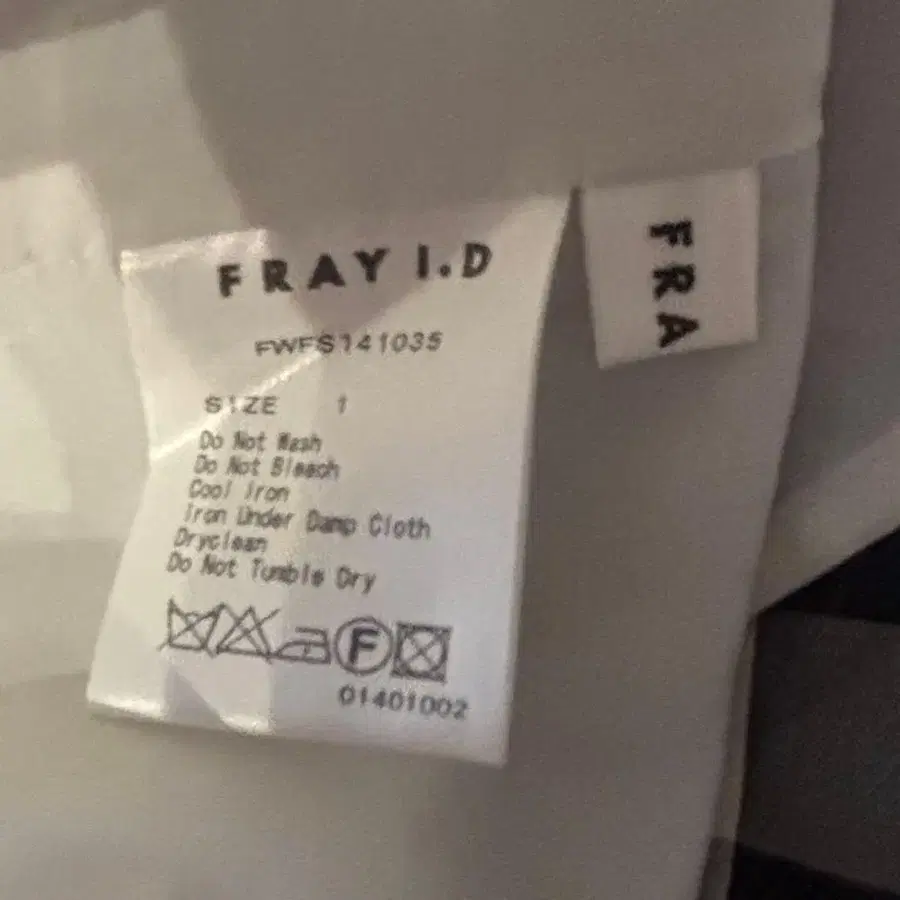 FRAY I.D
FWFS141035
SIZE 1
Do Not Wash
Do Not Bleach
Cool Iron
Iron Under Damp Cloth
Dryclean
Do Not Tumble Dry
F
01401002
FRA